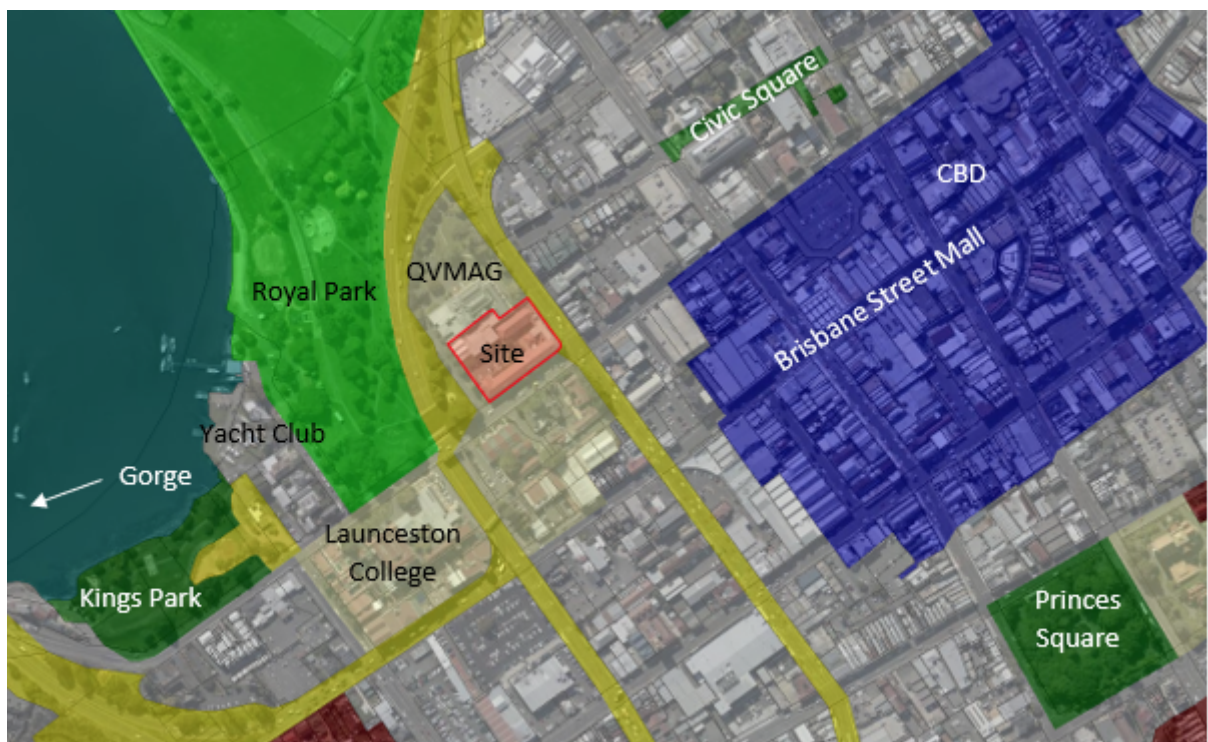 Civic Square
CBD
QVMAG
Royal Park
Brisbane Street Mall
Site
Yacht Club
Gorge
Launceston
College
Kings Park
Princes
Square